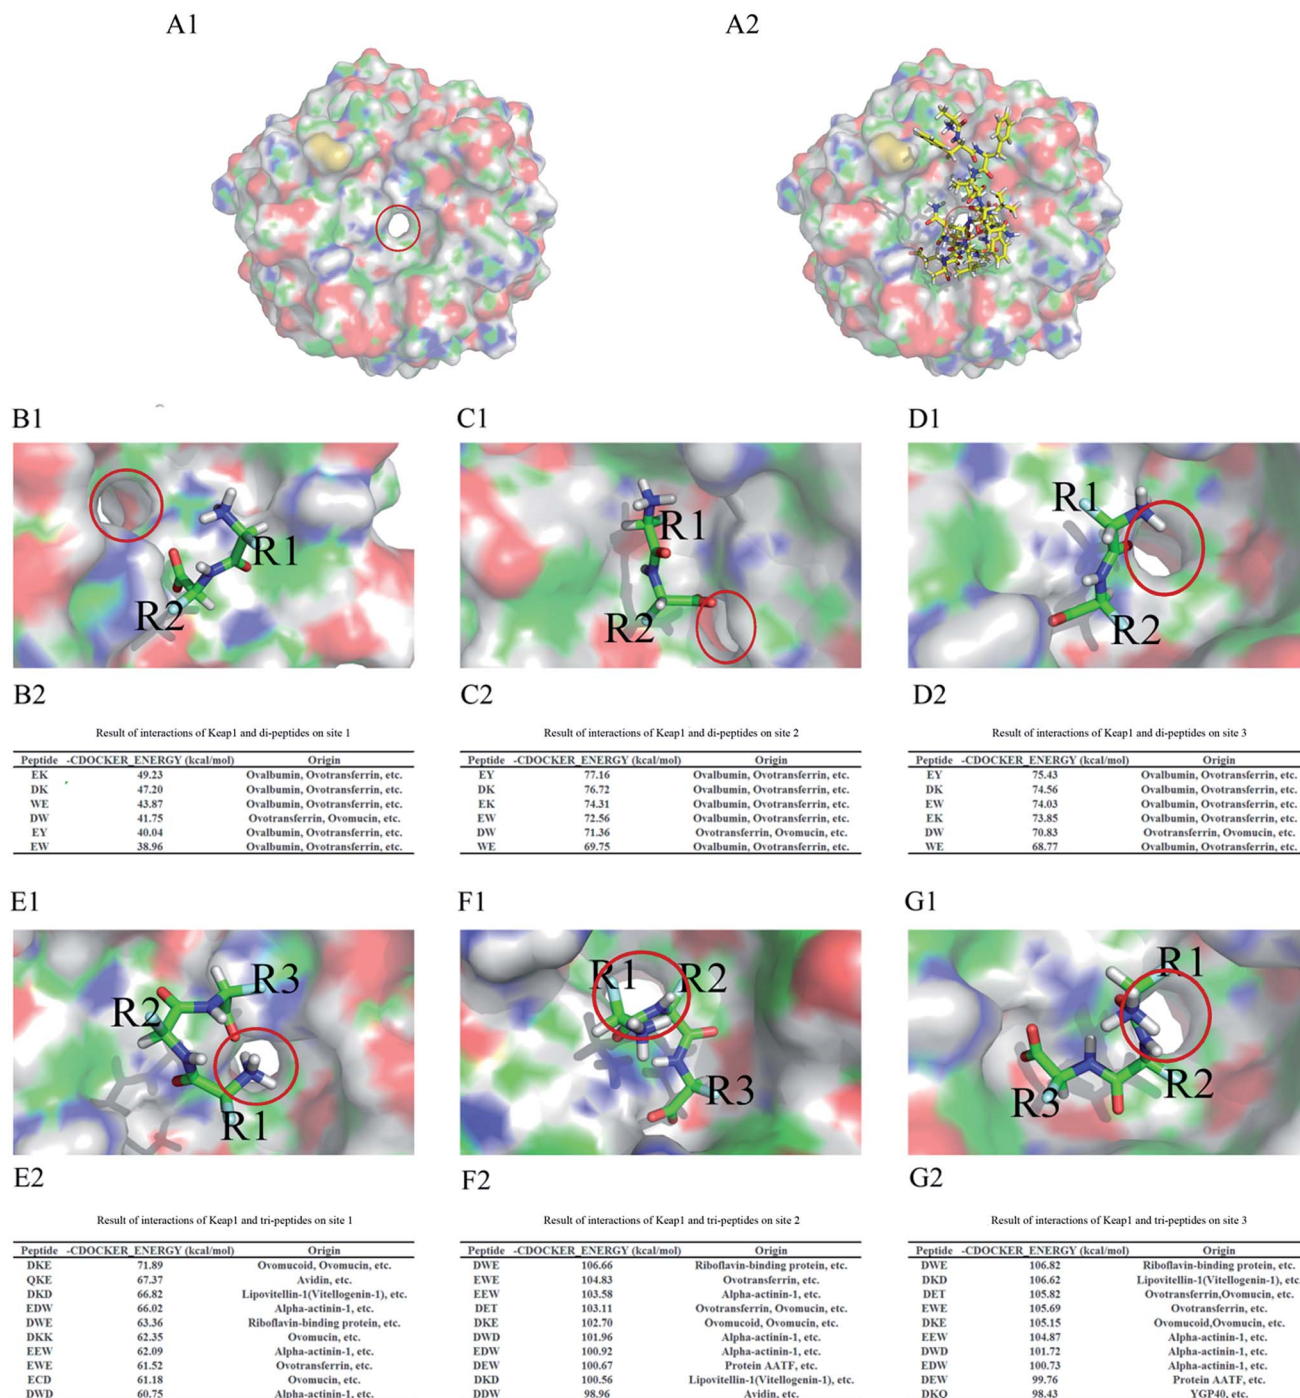 A1
A2
B1
C1
D1
R1
R2
R1
R2
R1
R2
B2
C2
D2
Result of interactions of Keap1 and di-peptides on site 1
Peptide -CDOCKER_ENERGY (kcal/mol) Origin
EK 49.23 Ovalbumin, Ovotransferrin, etc.
DK 47.20 Ovalbumin, Ovotransferrin, etc.
WE 43.87 Ovalbumin, Ovotransferrin, etc.
DW 41.75 Ovotransferrin, Ovomucin, etc.
EY 40.04 Ovalbumin, Ovotransferrin, etc.
EW 38.96 Ovalbumin, Ovotransferrin, etc.
Result of interactions of Keap1 and di-peptides on site 2
Peptide -CDOCKER_ENERGY (kcal/mol) Origin
EY 77.16 Ovalbumin, Ovotransferrin, etc.
DK 76.72 Ovalbumin, Ovotransferrin, etc.
EK 74.31 Ovalbumin, Ovotransferrin, etc.
EW 72.56 Ovalbumin, Ovotransferrin, etc.
DW 71.36 Ovotransferrin, Ovomucin, etc.
WE 69.75 Ovalbumin, Ovotransferrin, etc.
Result of interactions of Keap1 and di-peptides on site 3
Peptide -CDOCKER_ENERGY (kcal/mol) Origin
EY 75.43 Ovalbumin, Ovotransferrin, etc.
DK 74.56 Ovalbumin, Ovotransferrin, etc.
EW 74.03 Ovalbumin, Ovotransferrin, etc.
EK 73.85 Ovalbumin, Ovotransferrin, etc.
DW 70.83 Ovotransferrin, Ovomucin, etc.
WE 68.77 Ovalbumin, Ovotransferrin, etc.
E1
F1
G1
R3
R2
R1
R1
R2
R3
R1
R2
R3
E2
F2
G2
Result of interactions of Keap1 and tri-peptides on site 1
Peptide -CDOCKER_ENERGY (kcal/mol) Origin
DKE 71.89 Ovomucoid, Ovomucin, etc.
QKE 67.37 Avidin, etc.
DKD 66.82 Lipovitellin-1(Vitellogenin-1), etc.
EDW 66.02 Alpha-actinin-1, etc.
DWE 63.36 Riboflavin-binding protein, etc.
DKK 62.35 Ovomucin, etc.
EEW 62.09 Alpha-actinin-1, etc.
EWE 61.52 Ovotransferrin, etc.
ECD 61.18 Ovomucin, etc.
DWD 60.75 Alpha-actinin-1, etc.
Result of interactions of Keap1 and tri-peptides on site 2
Peptide -CDOCKER_ENERGY (kcal/mol) Origin
DWE 106.66 Riboflavin-binding protein, etc.
EWE 104.83 Ovotransferrin, etc.
EEW 103.58 Alpha-actinin-1, etc.
DET 103.11 Ovotransferrin, Ovomucin, etc.
DKE 102.70 Ovomucoid, Ovomucin, etc.
DWD 101.96 Alpha-actinin-1, etc.
EDW 100.92 Alpha-actinin-1, etc.
DEW 100.67 Protein AATF, etc.
DKD 100.56 Lipovitellin-1(Vitellogenin-1), etc.
DDW 98.96 Avidin, etc.
Result of interactions of Keap1 and tri-peptides on site 3
Peptide -CDOCKER_ENERGY (kcal/mol) Origin
DWE 106.82 Riboflavin-binding protein, etc.
DKD 106.62 Lipovitellin-1(Vitellogenin-1), etc.
DET 105.82 Ovotransferrin,Ovomucin, etc.
EWE 105.69 Ovotransferrin, etc.
DKE 105.15 Ovomucoid,Ovomucin, etc.
EEW 104.87 Alpha-actinin-1, etc.
DWD 101.72 Alpha-actinin-1, etc.
EDW 100.73 Alpha-actinin-1, etc.
DEW 99.76 Protein AATF, etc.
DKQ 98.43 YGP40, etc.